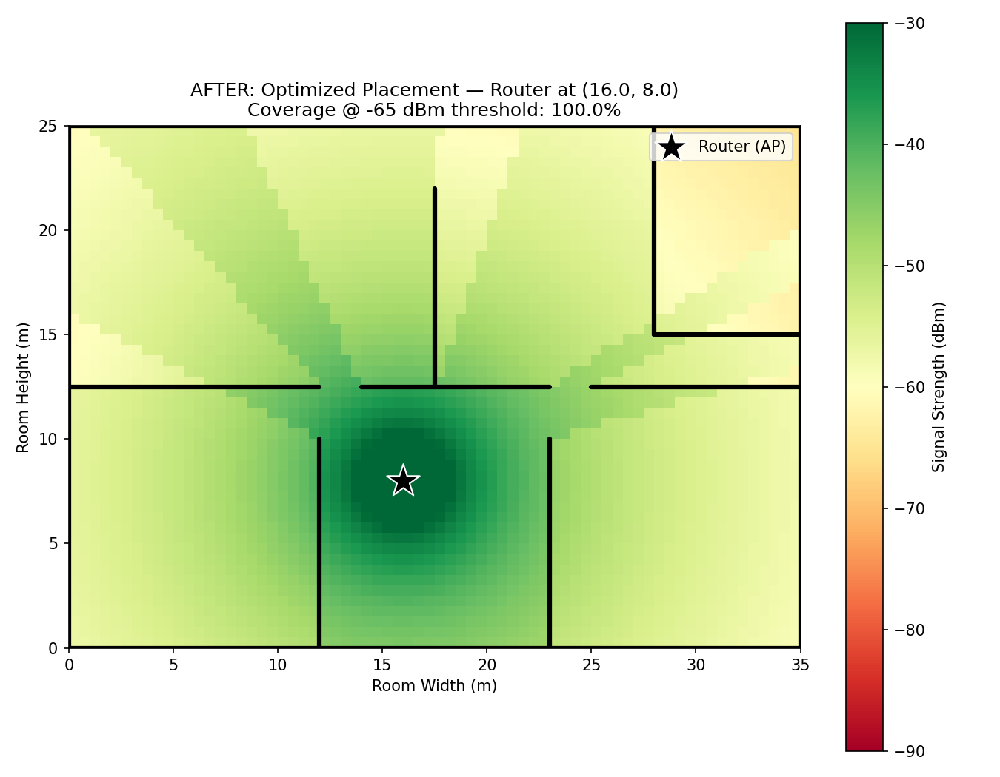 AFTER: Optimized Placement — Router at (16.0, 8.0)
Coverage @ -65 dBm threshold: 100.0%
Router (AP)
25
20
15
10
5
0
Room Height (m)
0 5 10 15 20 25 30 35
Room Width (m)
−30
−40
−50
−60
−70
−80
−90
Signal Strength (dBm)